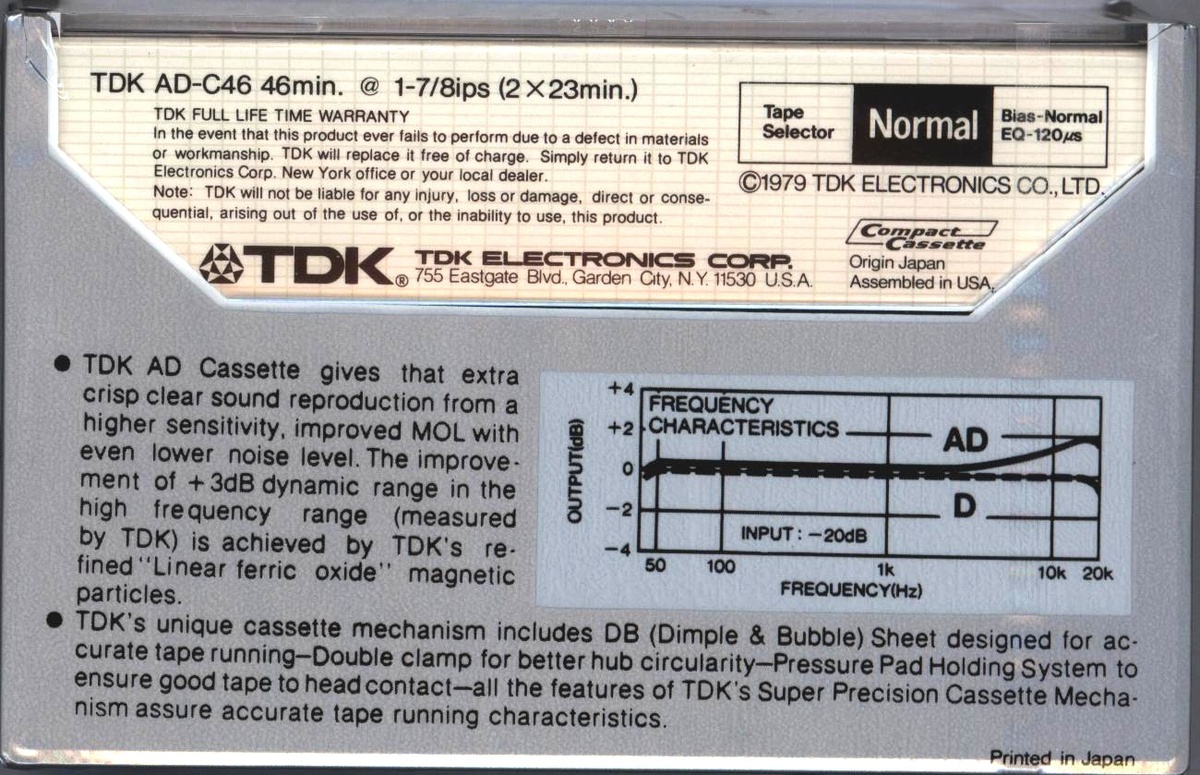 TDK AD-C46 46min. @ 1-7/8ips (2×23min.)
TDK FULL LIFE TIME WARRANTY
In the event that this product ever fails to perform due to a defect in materials
or workmanship. TDK will replace it free of charge. Simply return it to TDK
Electronics Corp. New York office or your local dealer.
Note: TDK will not be liable for any injury, loss or damage, direct or conse-
quential, arising out of the use of, or the inability to use, this product.
TDK® TDK ELECTRONICS CORP.
755 Eastgate Blvd., Garden City, N.Y. 11530 U.S.A.
Tape
Selector
Normal
Bias-Normal
EQ-120µs
©1979 TDK ELECTRONICS CO., LTD.
Compact
Cassette
Origin Japan
Assembled in USA.
● TDK AD Cassette gives that extra
crisp clear sound reproduction from a
higher sensitivity, improved MOL with
even lower noise level. The improve-
ment of +3dB dynamic range in the
high frequency range (measured
by TDK) is achieved by TDK's re-
fined "Linear ferric oxide" magnetic
particles.
OUTPUT(dB)
+4
+2
0
−2
−4
FREQUENCY
CHARACTERISTICS
AD
D
INPUT: −20dB
50 100 1k 10k 20k
FREQUENCY(Hz)
● TDK's unique cassette mechanism includes DB (Dimple & Bubble) Sheet designed for ac-
curate tape running—Double clamp for better hub circularity—Pressure Pad Holding System to
ensure good tape to head contact—all the features of TDK's Super Precision Cassette Mecha-
nism assure accurate tape running characteristics.
Printed in Japan